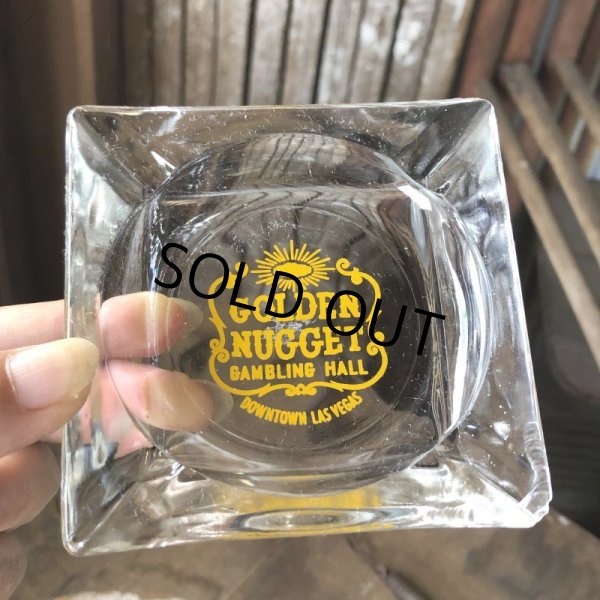 SOLD OUT
GOLDEN
NUGGET
GAMBLING HALL
DOWNTOWN LAS VEGAS